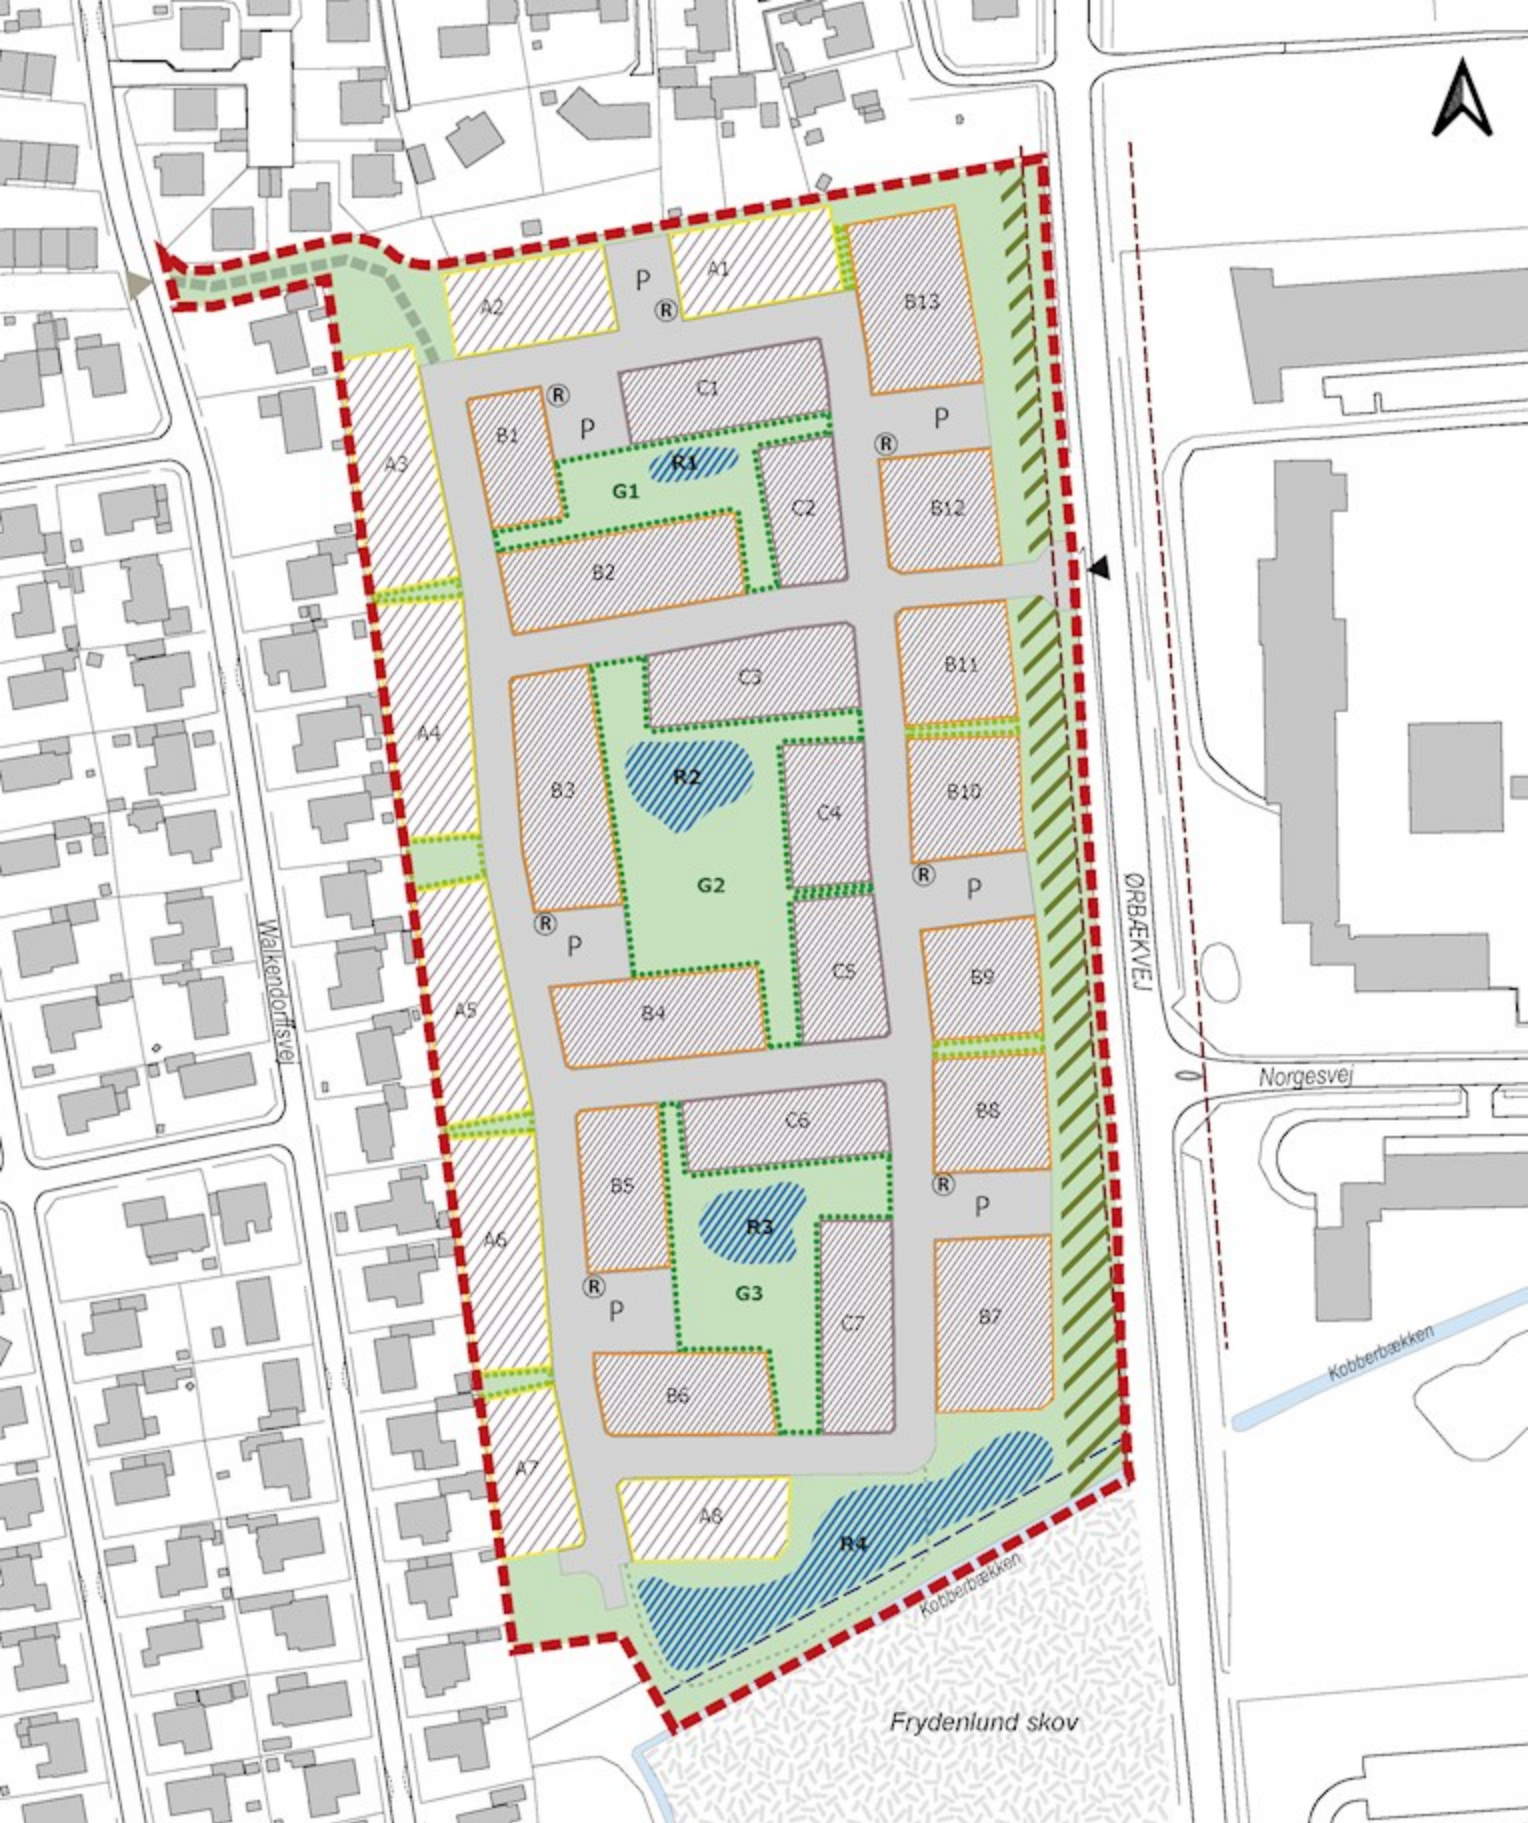 A1
P
A2
R
B13
C1
R
P
B1
P
R
R1
A3
G1
C2
B12
B2
B11
C3
A4
R2
B3
B10
C4
G2
R
P
R
P
ØRBÆKVEJ
Walkendorffsvej
C5
B9
A5
B4
Norgesvej
B8
C6
B5
R
P
R3
A6
R
G3
P
B7
C7
Kobberbækken
B6
A7
A8
R4
Kobberbækken
Frydenlund skov